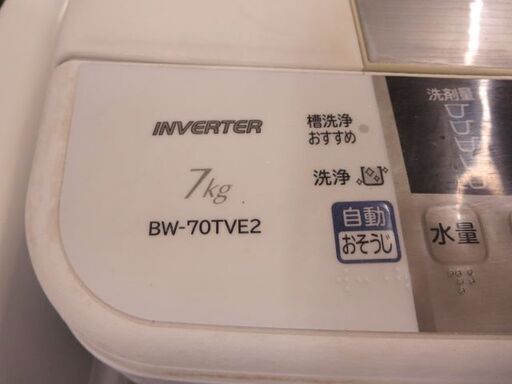 INVERTER
7kg
BW-70TVE2
槽洗浄
おすすめ
洗浄
自動
おそうじ
洗剤量
水量